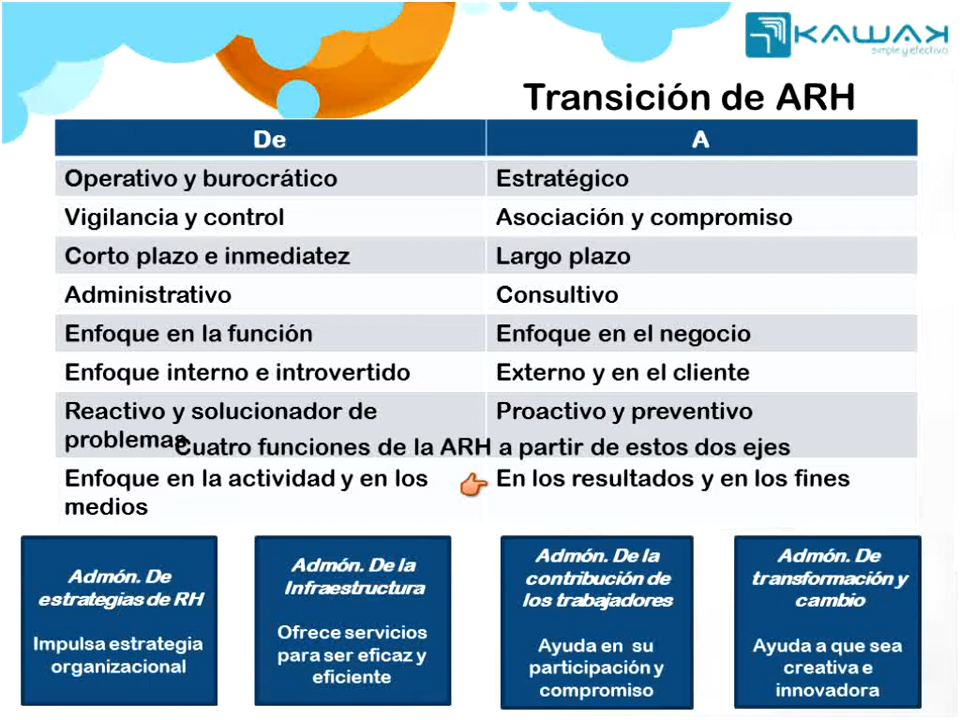 KAWAK
simple y efectivo
Transición de ARH
De A
Operativo y burocrático Estratégico
Vigilancia y control Asociación y compromiso
Corto plazo e inmediatez Largo plazo
Administrativo Consultivo
Enfoque en la función Enfoque en el negocio
Enfoque interno e introvertido Externo y en el cliente
Reactivo y solucionador de Proactivo y preventivo
problemas
Cuatro funciones de la ARH a partir de estos dos ejes
Enfoque en la actividad y en los En los resultados y en los fines
medios
Admón. De
estrategias de RH
Impulsa estrategia
organizacional
Admón. De la
Infraestructura
Ofrece servicios
para ser eficaz y
eficiente
Admón. De la
contribución de
los trabajadores
Ayuda en su
participación y
compromiso
Admón. De
transformación y
cambio
Ayuda a que sea
creativa e
innovadora